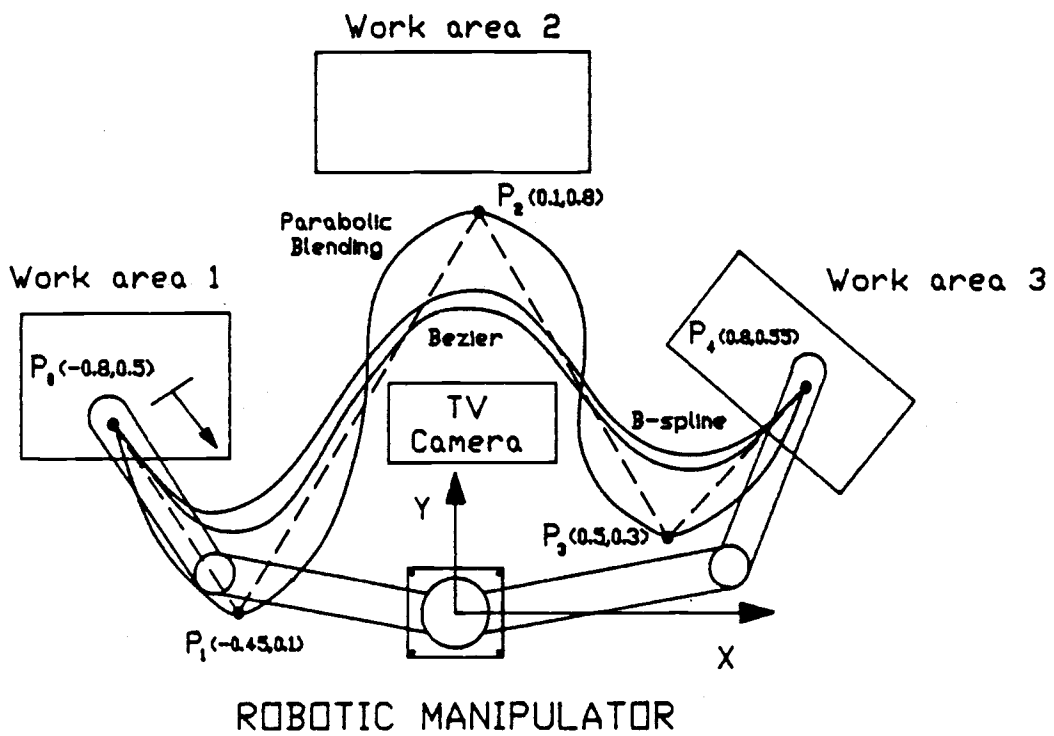 Work area 2
P2 (0.1,0.8)
Parabolic
Blending
Work area 1
Work area 3
P0 (-0.8,0.5)
P4 (0.8,0.55)
Bezier
TV
Camera
B-spline
Y
P3 (0.5,0.3)
P1 (-0.45,0.1)
X
ROBOTIC MANIPULATOR